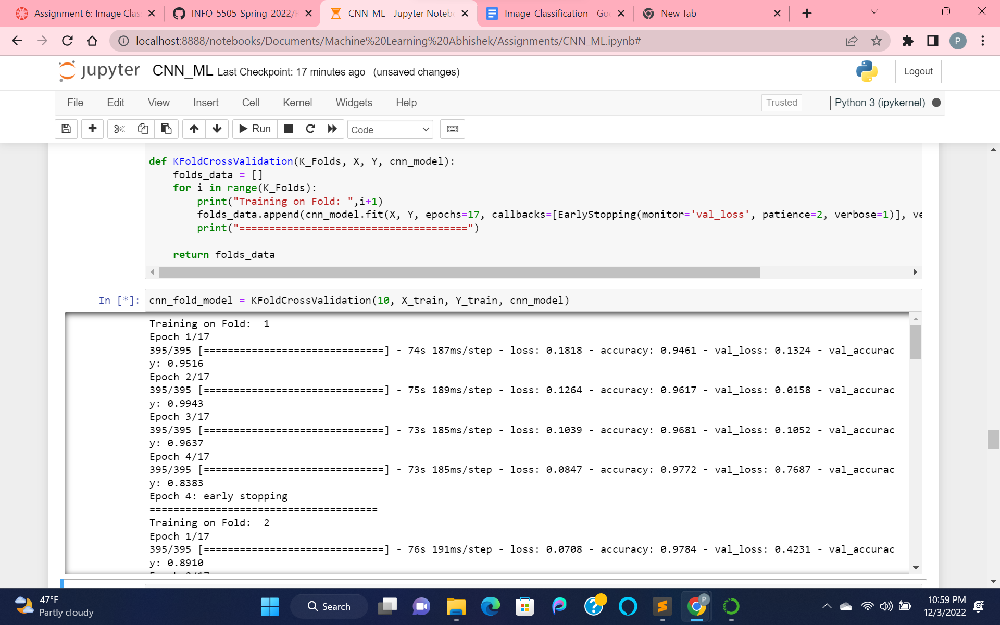 Assignment 6: Image Clas
INFO-5505-Spring-2022/
CNN_ML - Jupyter Noteb
Image_Classification - Go
New Tab
localhost:8888/notebooks/Documents/Machine%20Learning%20Abhishek/Assignments/CNN_ML.ipynb#
P
jupyter CNN_ML Last Checkpoint: 17 minutes ago (unsaved changes)
Logout
File Edit View Insert Cell Kernel Widgets Help
Trusted
Python 3 (ipykernel)
Run
Code
def KFoldCrossValidation(K_Folds, X, Y, cnn_model):
    folds_data = []
    for i in range(K_Folds):
        print("Training on Fold: ",i+1)
        folds_data.append(cnn_model.fit(X, Y, epochs=17, callbacks=[EarlyStopping(monitor='val_loss', patience=2, verbose=1)], ve
        print("======================================")
    return folds_data
In [*]: cnn_fold_model = KFoldCrossValidation(10, X_train, Y_train, cnn_model)
Training on Fold:  1
Epoch 1/17
395/395 [==============================] - 74s 187ms/step - loss: 0.1818 - accuracy: 0.9461 - val_loss: 0.1324 - val_accurac
y: 0.9516
Epoch 2/17
395/395 [==============================] - 75s 189ms/step - loss: 0.1264 - accuracy: 0.9617 - val_loss: 0.0158 - val_accurac
y: 0.9943
Epoch 3/17
395/395 [==============================] - 73s 185ms/step - loss: 0.1039 - accuracy: 0.9681 - val_loss: 0.1052 - val_accurac
y: 0.9637
Epoch 4/17
395/395 [==============================] - 73s 185ms/step - loss: 0.0847 - accuracy: 0.9772 - val_loss: 0.7687 - val_accurac
y: 0.8383
Epoch 4: early stopping
======================================
Training on Fold:  2
Epoch 1/17
395/395 [==============================] - 76s 191ms/step - loss: 0.0708 - accuracy: 0.9784 - val_loss: 0.4231 - val_accurac
y: 0.8910
47°F
Partly cloudy
Search
P
10:59 PM
12/3/2022